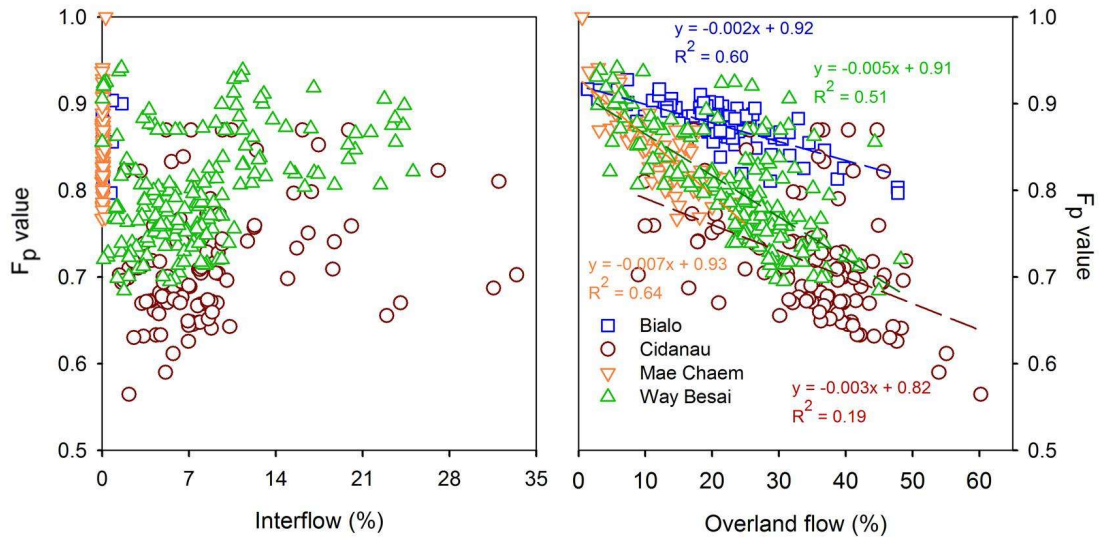 1.0
0.9
0.8
0.7
0.6
0.5
Fp value
0
7
14
21
28
35
Interflow (%)
y = -0.002x + 0.92
R2 = 0.60
y = -0.005x + 0.91
R2 = 0.51
y = -0.007x + 0.93
R2 = 0.64
Bialo
Cidanau
Mae Chaem
Way Besai
y = -0.003x + 0.82
R2 = 0.19
0
10
20
30
40
50
60
Overland flow (%)
1.0
0.9
0.8
0.7
0.6
0.5
Fp value